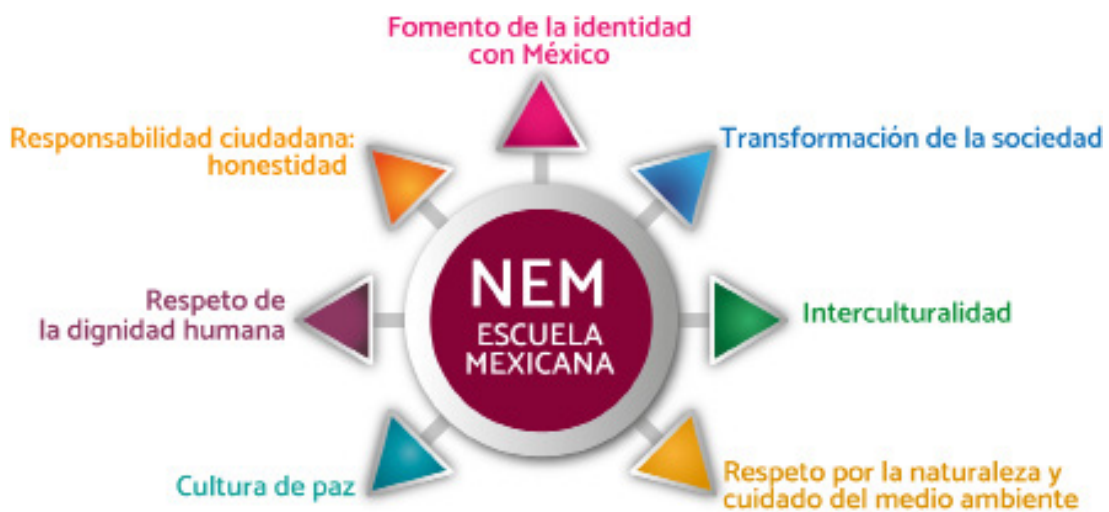 Fomento de la identidad
con México
Responsabilidad ciudadana:
honestidad
Transformación de la sociedad
NEM
ESCUELA
MEXICANA
Respeto de
la dignidad humana
Interculturalidad
Cultura de paz
Respeto por la naturaleza y
cuidado del medio ambiente